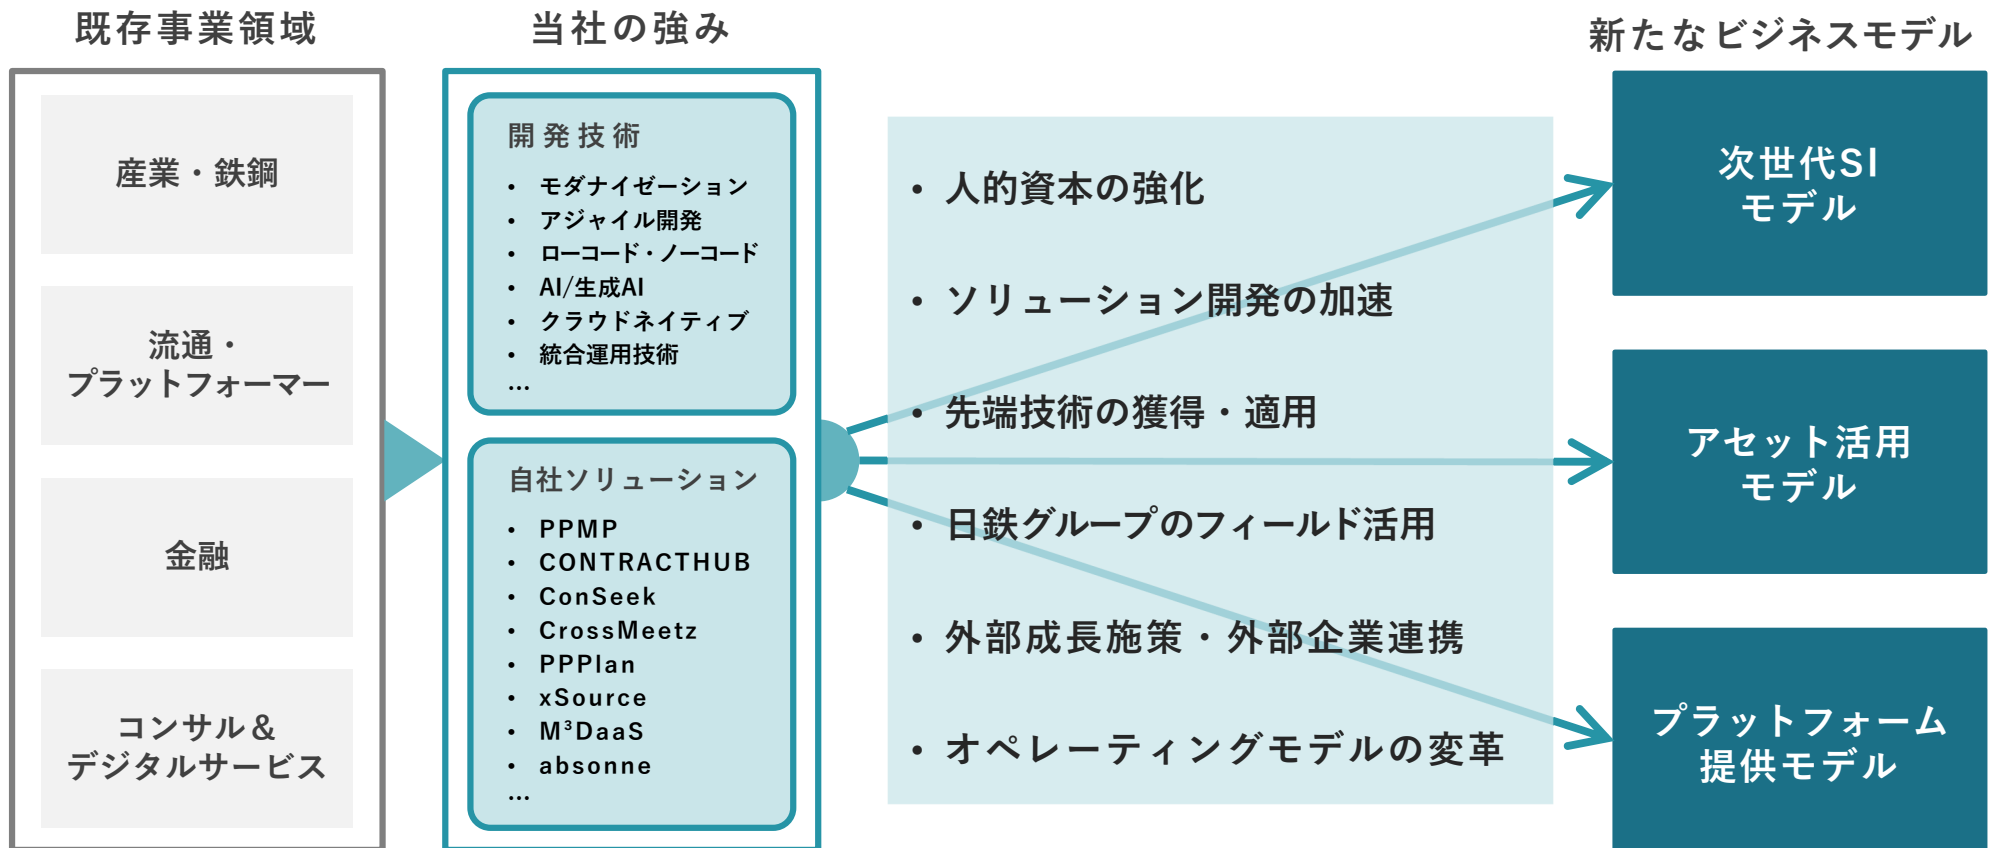 既存事業領域
産業・鉄鋼
流通・
プラットフォーマー
金融
コンサル＆
デジタルサービス
当社の強み
開発技術
• モダナイゼーション
• アジャイル開発
• ローコード・ノーコード
• AI/生成AI
• クラウドネイティブ
• 統合運用技術
…
自社ソリューション
• PPMP
• CONTRACTHUB
• ConSeek
• CrossMeetz
• PPPlan
• xSource
• M³DaaS
• absonne
…
• 人的資本の強化
• ソリューション開発の加速
• 先端技術の獲得・適用
• 日鉄グループのフィールド活用
• 外部成長施策・外部企業連携
• オペレーティングモデルの変革
新たなビジネスモデル
次世代SI
モデル
アセット活用
モデル
プラットフォーム
提供モデル